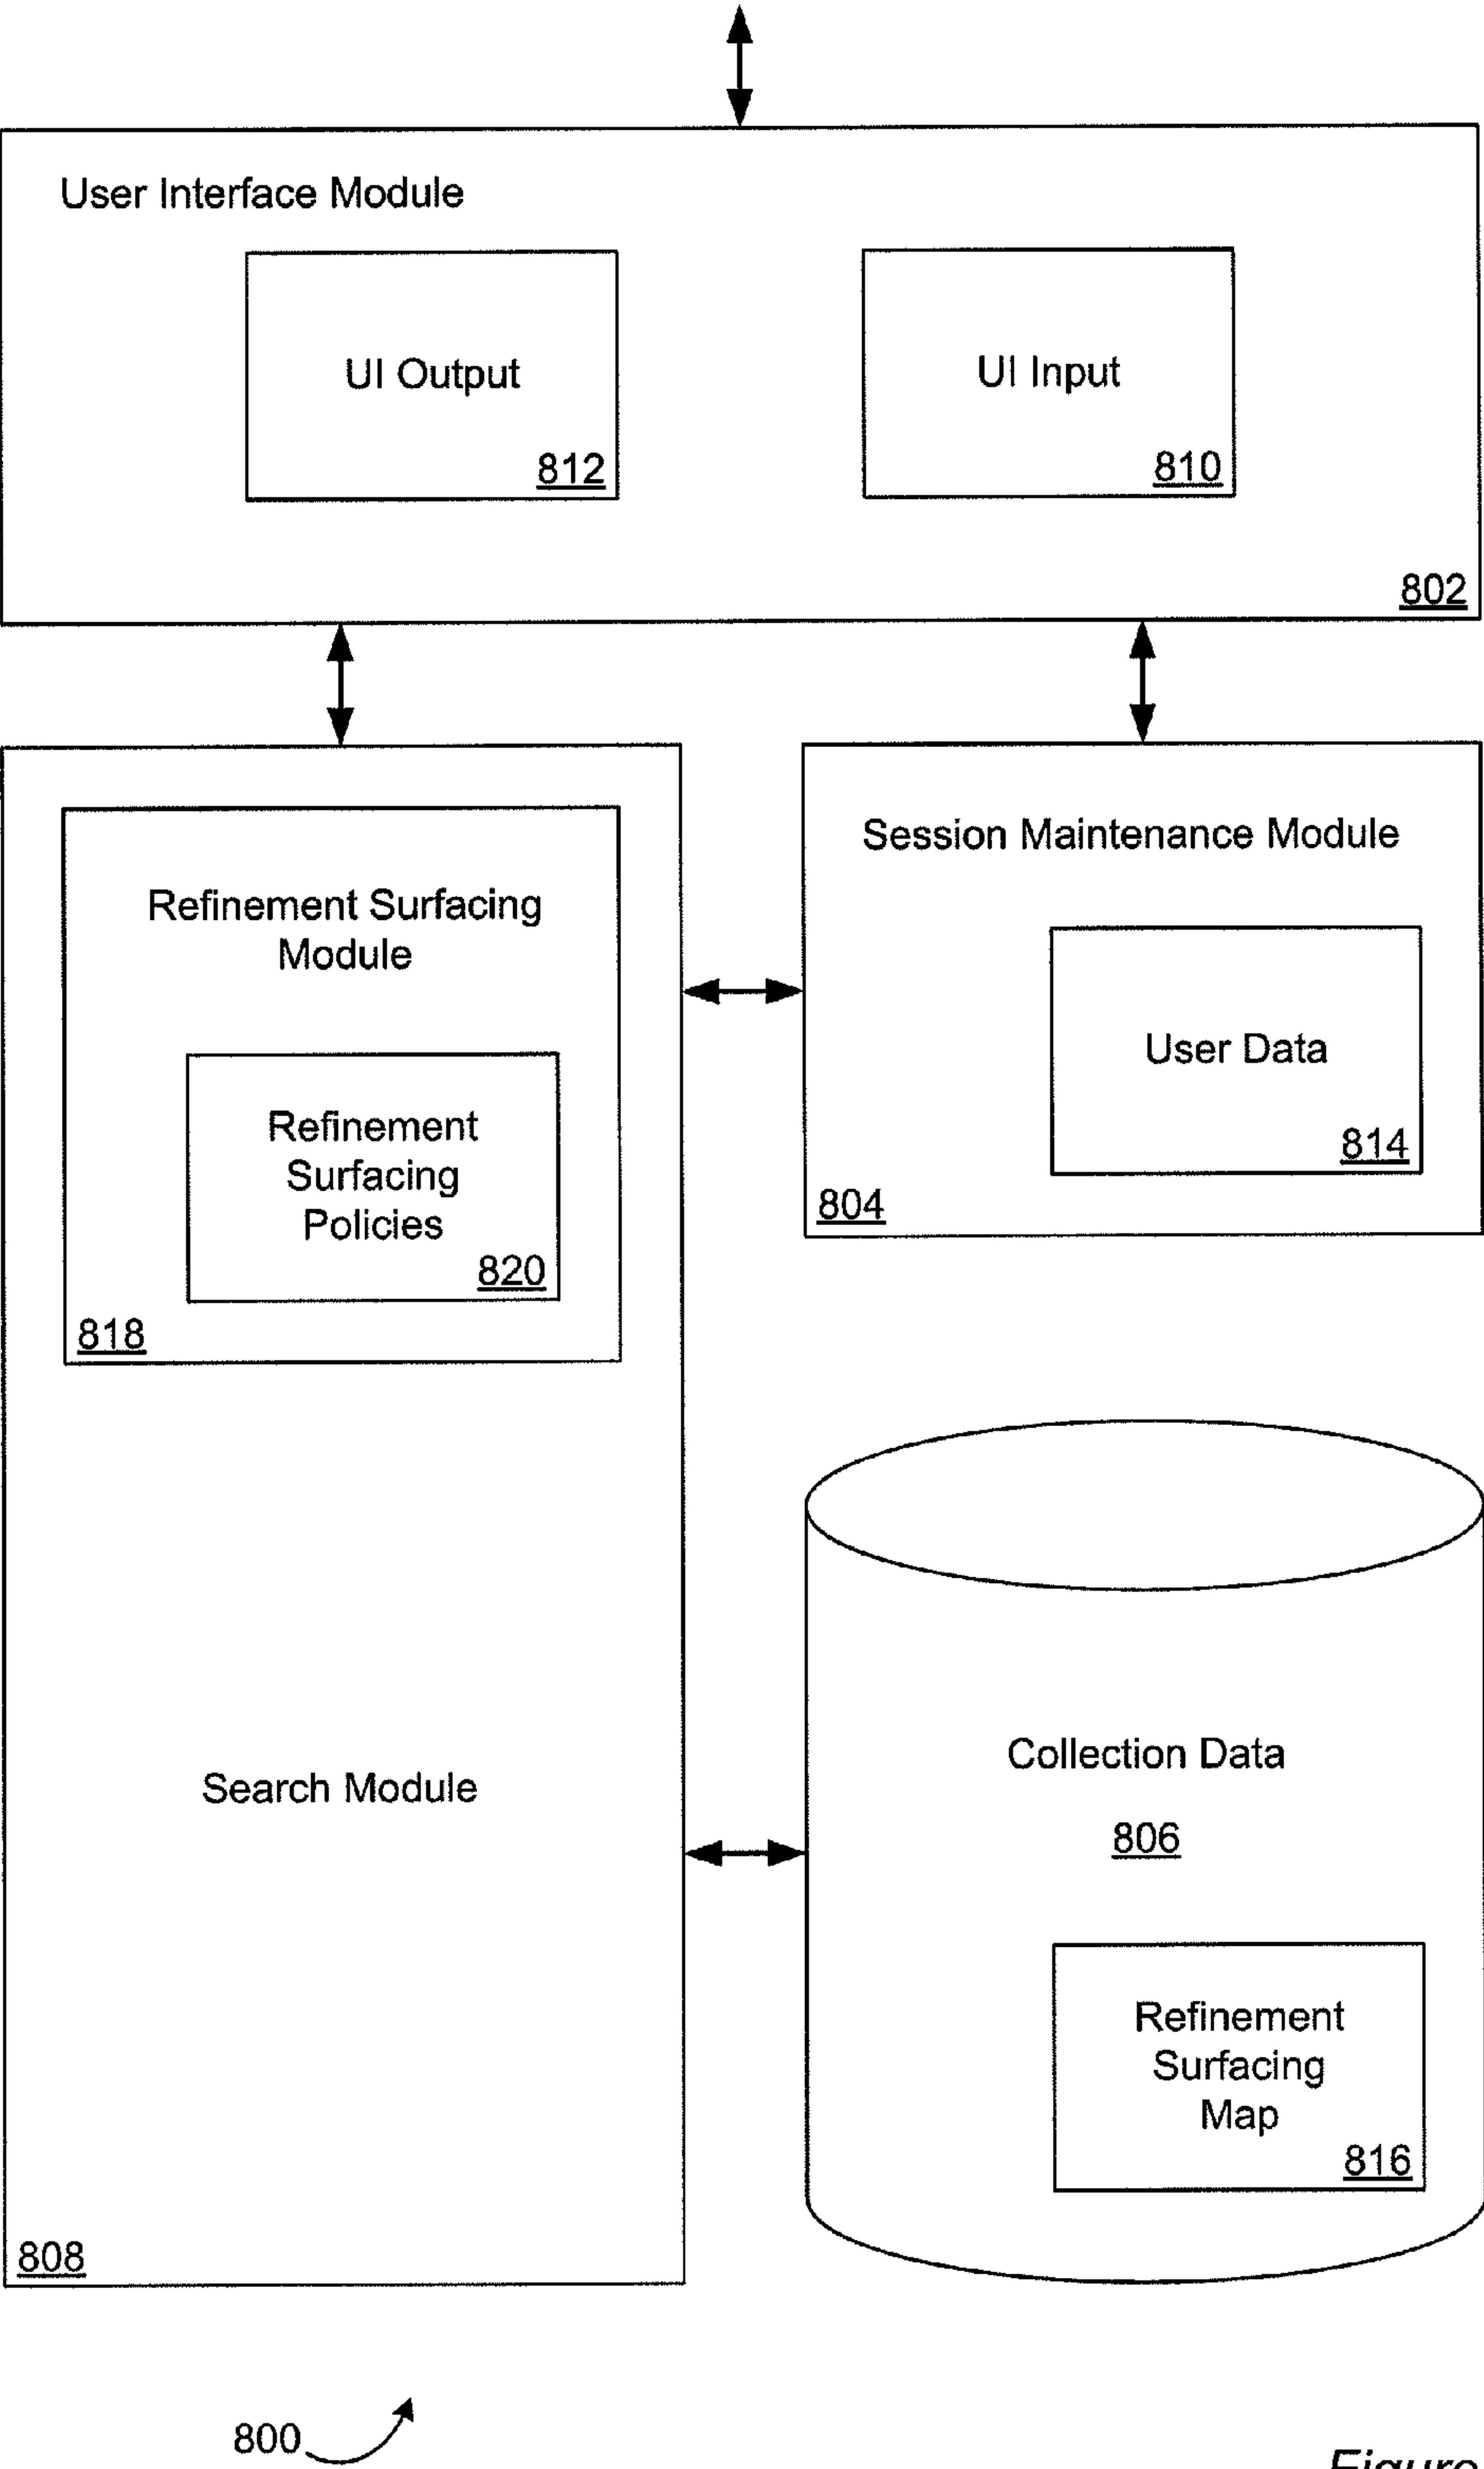 User Interface Module
UI Output
812
UI Input
810
802
Refinement Surfacing
Module
Refinement
Surfacing
Policies
820
818
Search Module
808
Session Maintenance Module
User Data
814
804
Collection Data
806
Refinement
Surfacing
Map
816
800
Figure